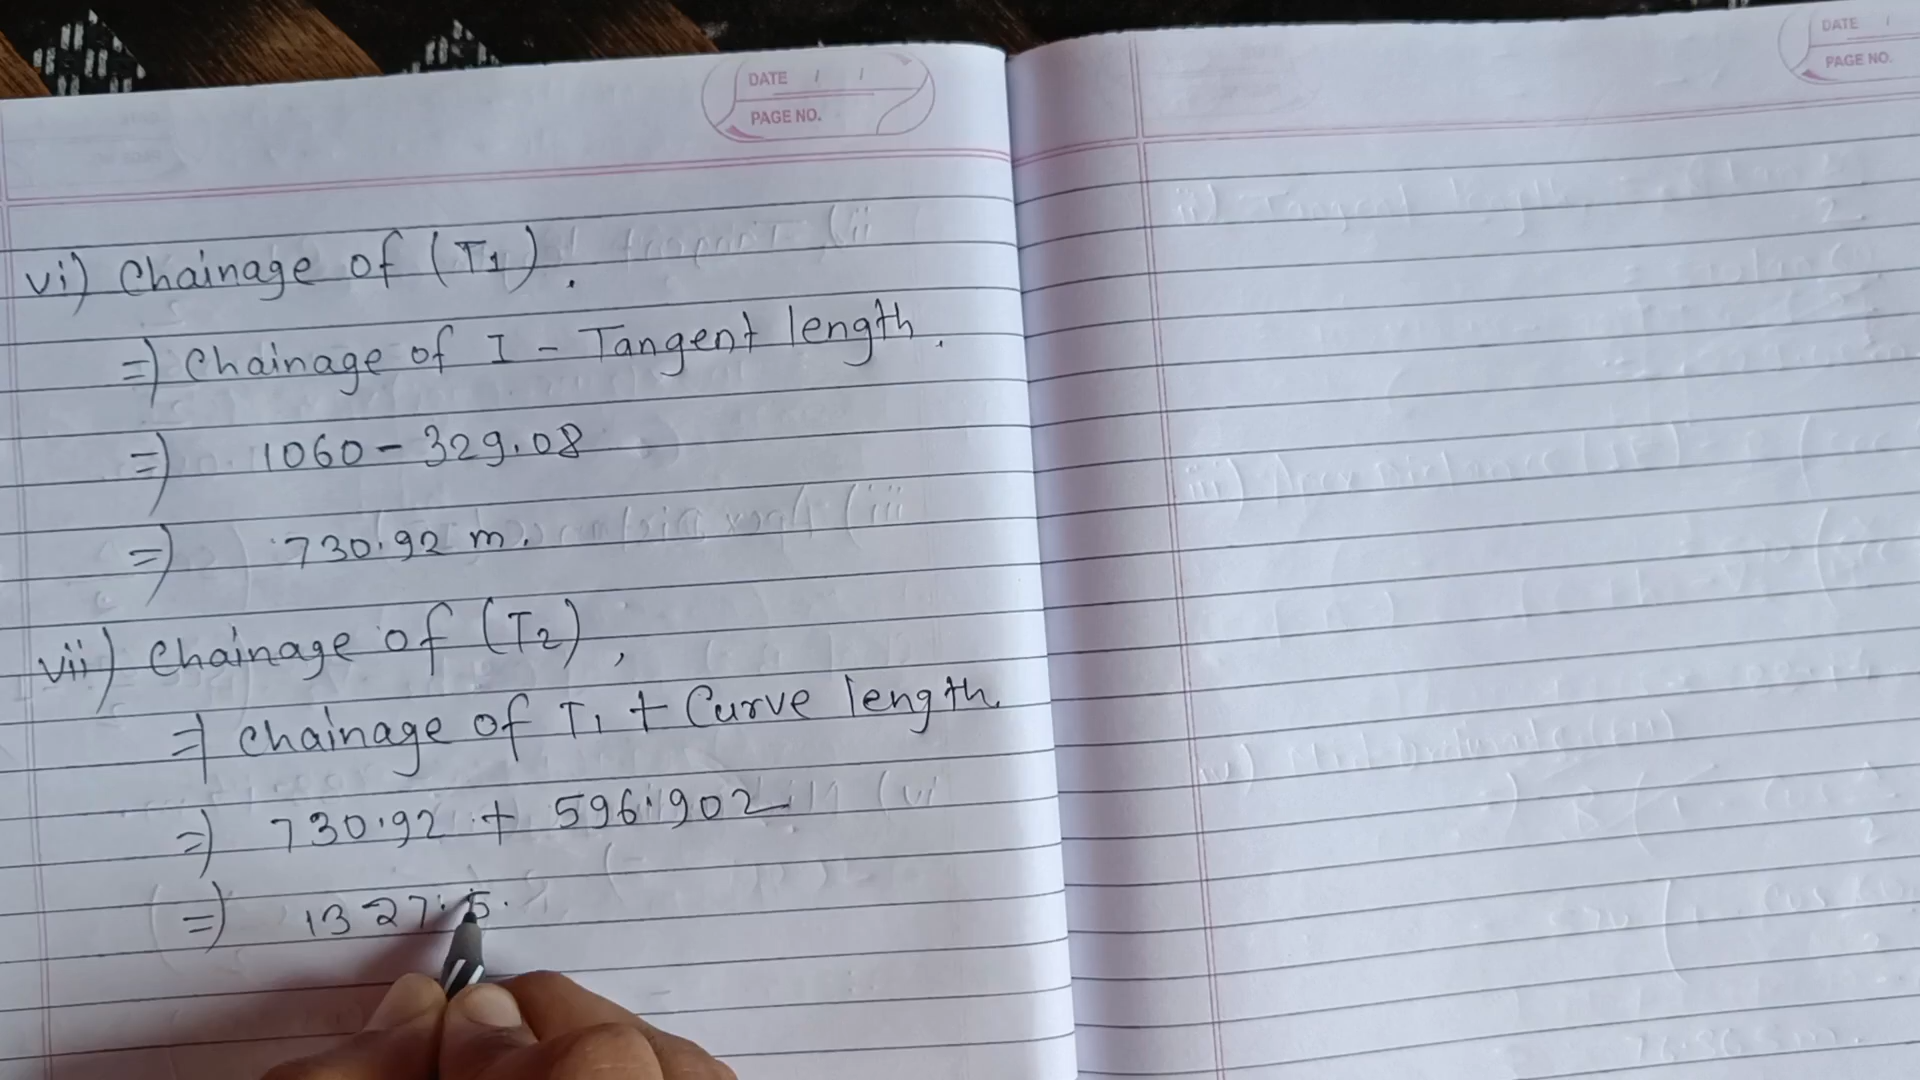 DATE / /
PAGE NO.
vi) Chainage of (T1).
=) Chainage of I - Tangent length.
=) 1060 - 329.08
=) 730.92 m.
vii) Chainage of (T2),
=) Chainage of T1 + Curve length.
=) 730.92 + 596.902
=) 1327.5.
DATE /
PAGE NO.